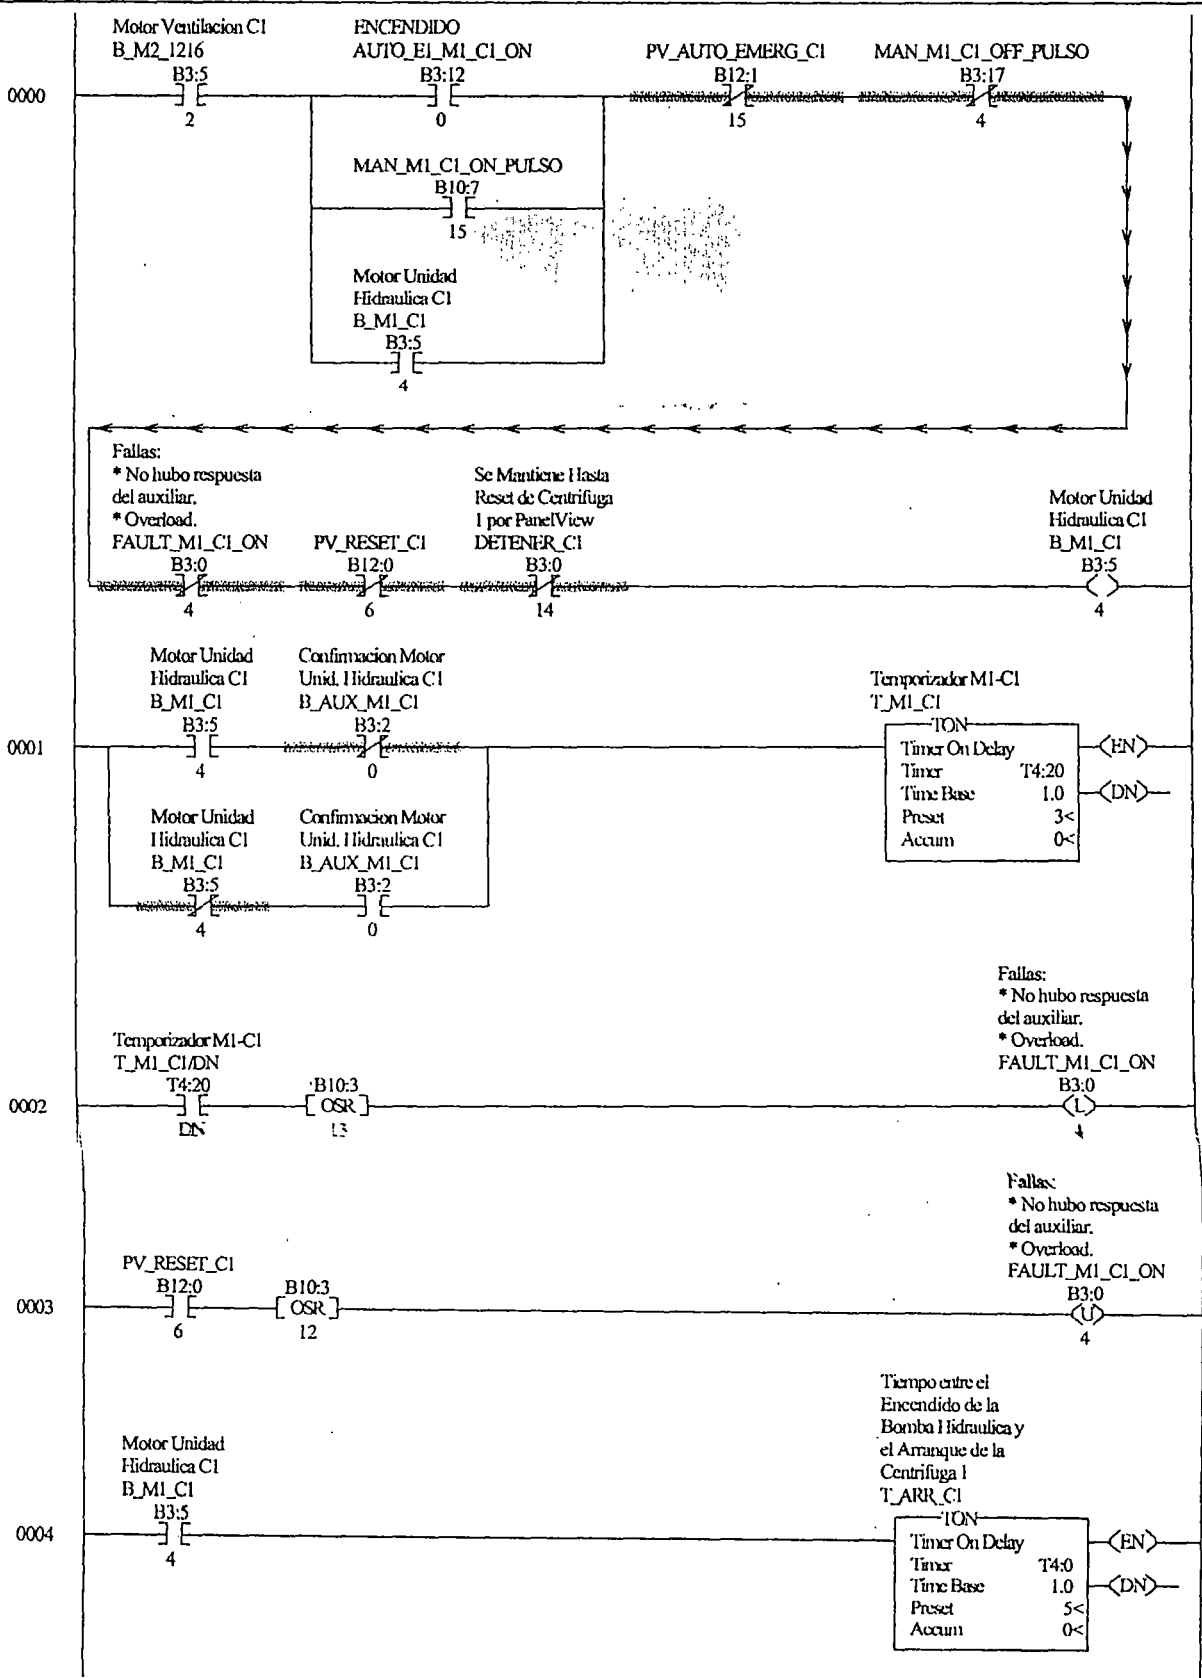 Motor Ventilacion C1
B_M2_1216
B3:5
2
ENCENDIDO
AUTO_E1_M1_C1_ON
B3:12
0
PV_AUTO_EMERG_C1
B12:1
15
MAN_M1_C1_OFF_PULSO
B3:17
4
0000
MAN_M1_C1_ON_PULSO
B10:7
15
Motor Unidad
Hidraulica C1
B_M1_C1
B3:5
4
Fallas:
* No hubo respuesta
del auxiliar.
* Overload.
FAULT_M1_C1_ON
B3:0
4
PV_RESET_C1
B12:0
6
Se Mantiene Hasta
Reset de Centrifuga
1 por PanelView
DETENER_C1
B3:0
14
Motor Unidad
Hidraulica C1
B_M1_C1
B3:5
4
0001
Motor Unidad
Hidraulica C1
B_M1_C1
B3:5
4
Confirmacion Motor
Unid. Hidraulica C1
B_AUX_M1_C1
B3:2
0
Temporizador M1-C1
T_M1_C1
TON
Timer On Delay
Timer T4:20
Time Base 1.0
Preset 3<
Accum 0<
EN
DN
Motor Unidad
Hidraulica C1
B_M1_C1
B3:5
4
Confirmacion Motor
Unid. Hidraulica C1
B_AUX_M1_C1
B3:2
0
0002
Temporizador M1-C1
T_M1_C1/DN
T4:20
DN
B10:3
OSR
13
Fallas:
* No hubo respuesta
del auxiliar.
* Overload.
FAULT_M1_C1_ON
B3:0
L
4
0003
PV_RESET_C1
B12:0
6
B10:3
OSR
12
Fallas:
* No hubo respuesta
del auxiliar.
* Overload.
FAULT_M1_C1_ON
B3:0
U
4
0004
Motor Unidad
Hidraulica C1
B_M1_C1
B3:5
4
Tiempo entre el
Encendido de la
Bomba Hidraulica y
el Arranque de la
Centrifuga 1
T_ARR_C1
TON
Timer On Delay
Timer T4:0
Time Base 1.0
Preset 5<
Accum 0<
EN
DN